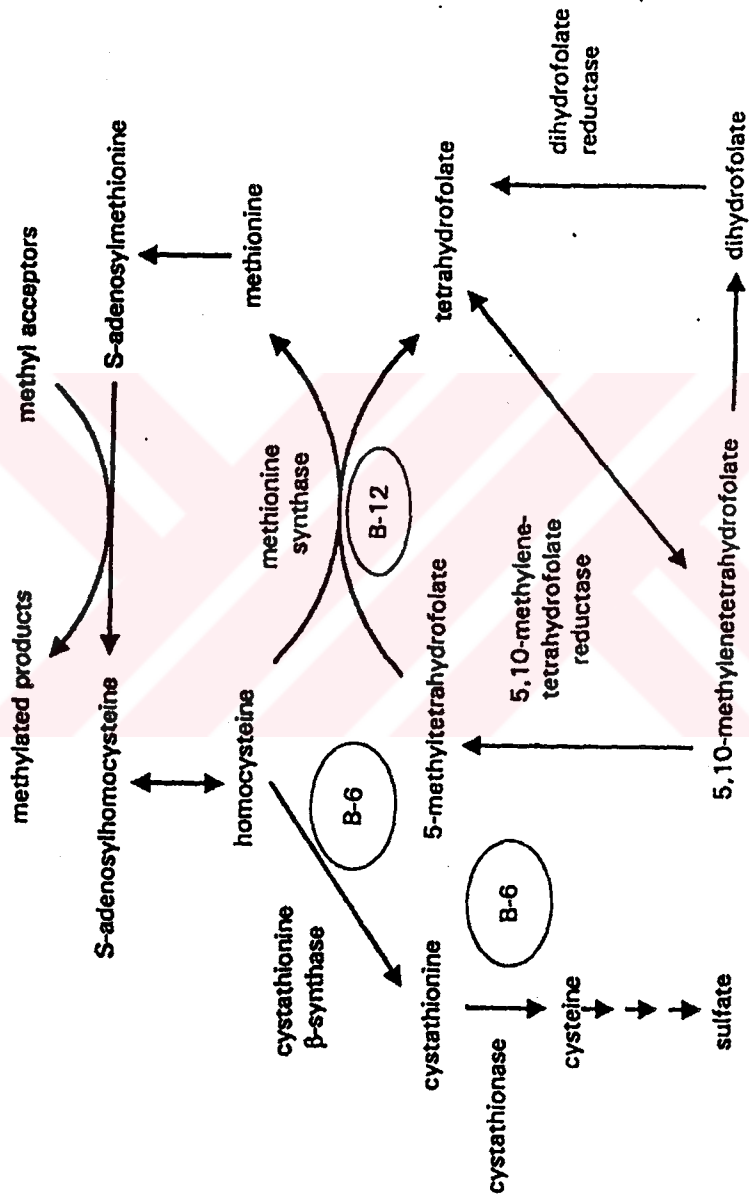 methylated products
methyl acceptors
S-adenosylhomocysteine
S-adenosylmethionine
homocysteine
methionine
methionine
synthase
cystathionine
β-synthase
B-6
B-12
cystathionine
5-methyltetrahydrofolate
tetrahydrofolate
cystathionase
B-6
5,10-methylene-
tetrahydrofolate
reductase
dihydrofolate
reductase
cysteine
sulfate
5,10-methylenetetrahydrofolate
dihydrofolate